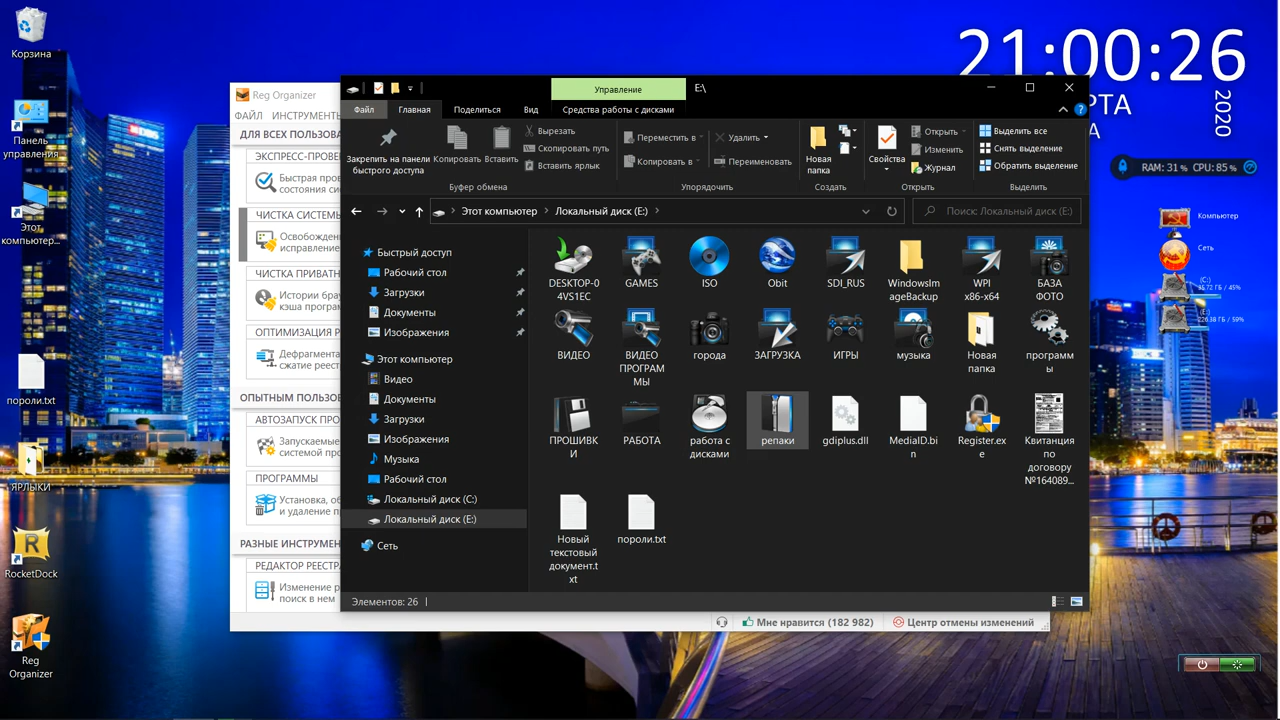 Корзина
Панель
управления
Этот
компьютер...
пороли.txt
ЯРЛЫКИ
RocketDock
Reg
Organizer
21:00:26
2020
RAM: 31% CPU: 85%
Компьютер
Сеть
(C:)
(E:)
Reg Organizer
ФАЙЛ ИНСТРУМЕНТЫ
ДЛЯ ВСЕХ ПОЛЬЗОВА
ЭКСПРЕСС-ПРОВЕ
Быстрая про
состояния си
ЧИСТКА СИСТЕМЫ
Освобожден
исправление
ЧИСТКА ПРИВАТН
Истории бра
кэша програм
ОПТИМИЗАЦИЯ Р
Дефрагмента
сжатие реест
ОПЫТНЫМ ПОЛЬЗОВ
АВТОЗАПУСК ПРО
Запускаемые
системой про
ПРОГРАММЫ
Установка, об
и удаление п
РАЗНЫЕ ИНСТРУМЕН
РЕДАКТОР РЕЕСТРА
Изменение р
поиск в нем
Мне нравится (182 982)
Центр отмены изменений
Управление
E:\
Файл
Главная
Поделиться
Вид
Средства работы с дисками
Закрепить на панели
быстрого доступа
Копировать
Вставить
Вырезать
Скопировать путь
Вставить ярлык
Буфер обмена
Переместить в
Копировать в
Удалить
Переименовать
Упорядочить
Новая
папка
Создать
Свойства
Открыть
Изменить
Журнал
Открыть
Выделить все
Снять выделение
Обратить выделение
Выделить
Этот компьютер
Локальный диск (E:)
Поиск: Локальный диск (E:)
Быстрый доступ
Рабочий стол
Загрузки
Документы
Изображения
Этот компьютер
Видео
Документы
Загрузки
Изображения
Музыка
Рабочий стол
Локальный диск (C:)
Локальный диск (E:)
Сеть
DESKTOP-0
4VS1EC
GAMES
ISO
Obit
SDI_RUS
WindowsIm
ageBackup
WPI
x86-x64
БАЗА
ФОТО
ВИДЕО
ВИДЕО
ПРОГРАМ
МЫ
города
ЗАГРУЗКА
ИГРЫ
музыка
Новая
папка
программ
ы
ПРОШИВК
И
РАБОТА
работа с
дисками
репаки
gdiplus.dll
MediaID.bi
n
Register.ex
e
Квитанция
по
договору
№164089...
Новый
текстовый
документ.t
xt
пороли.txt
Элементов: 26